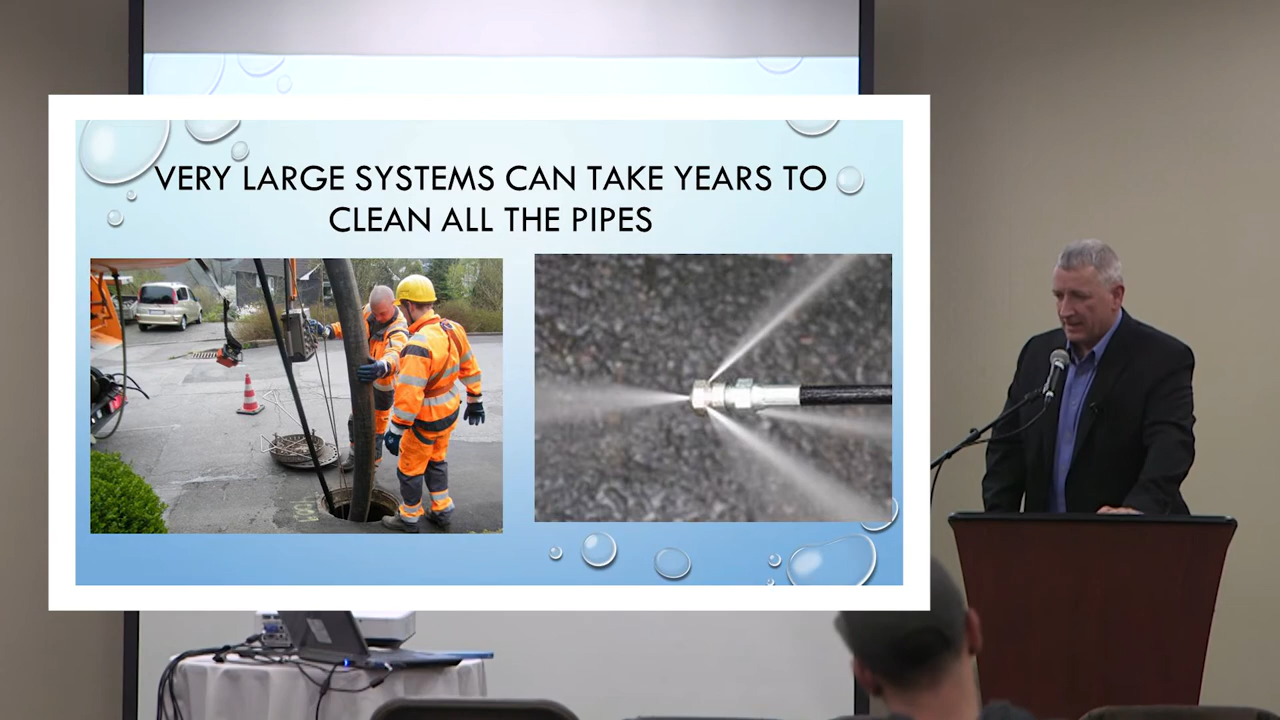 VERY LARGE SYSTEMS CAN TAKE YEARS TO
CLEAN ALL THE PIPES